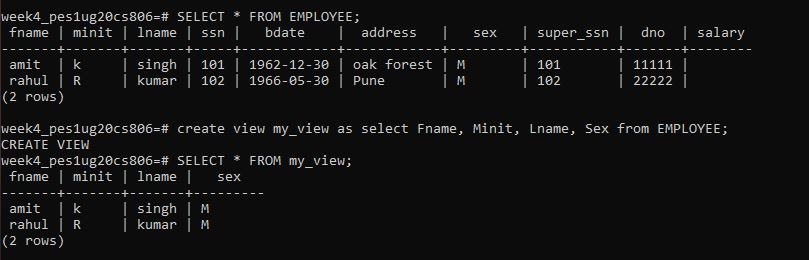 week4_pes1ug20cs806=# SELECT * FROM EMPLOYEE;
 fname | minit | lname | ssn |   bdate    |  address   |   sex   | super_ssn |  dno  | salary
-------+-------+-------+-----+------------+------------+---------+-----------+-------+--------
 amit  | k     | singh | 101 | 1962-12-30 | oak forest | M       | 101       | 11111 |
 rahul | R     | kumar | 102 | 1966-05-30 | Pune       | M       | 102       | 22222 |
(2 rows)
week4_pes1ug20cs806=# create view my_view as select Fname, Minit, Lname, Sex from EMPLOYEE;
CREATE VIEW
week4_pes1ug20cs806=# SELECT * FROM my_view;
 fname | minit | lname |   sex
-------+-------+-------+---------
 amit  | k     | singh | M
 rahul | R     | kumar | M
(2 rows)